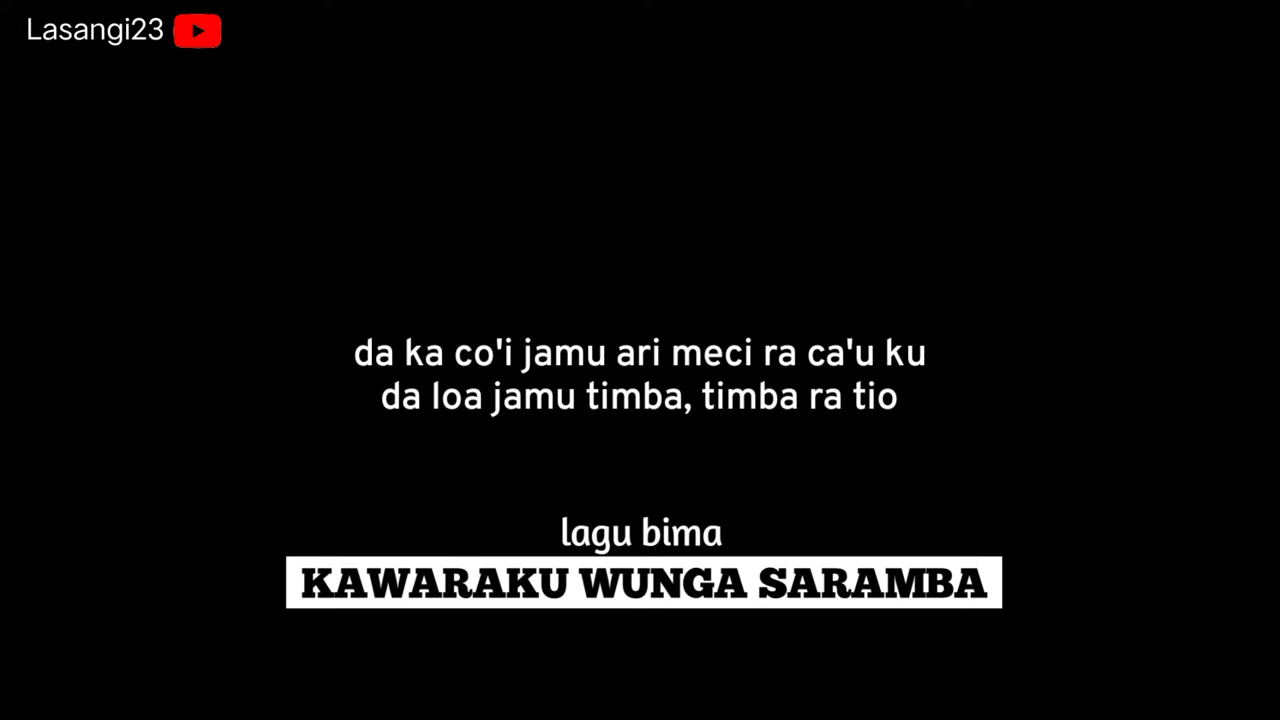 Lasangi23
da ka co'i jamu ari meci ra ca'u ku
da loa jamu timba, timba ra tio
lagu bima
KAWARAKU WUNGA SARAMBA